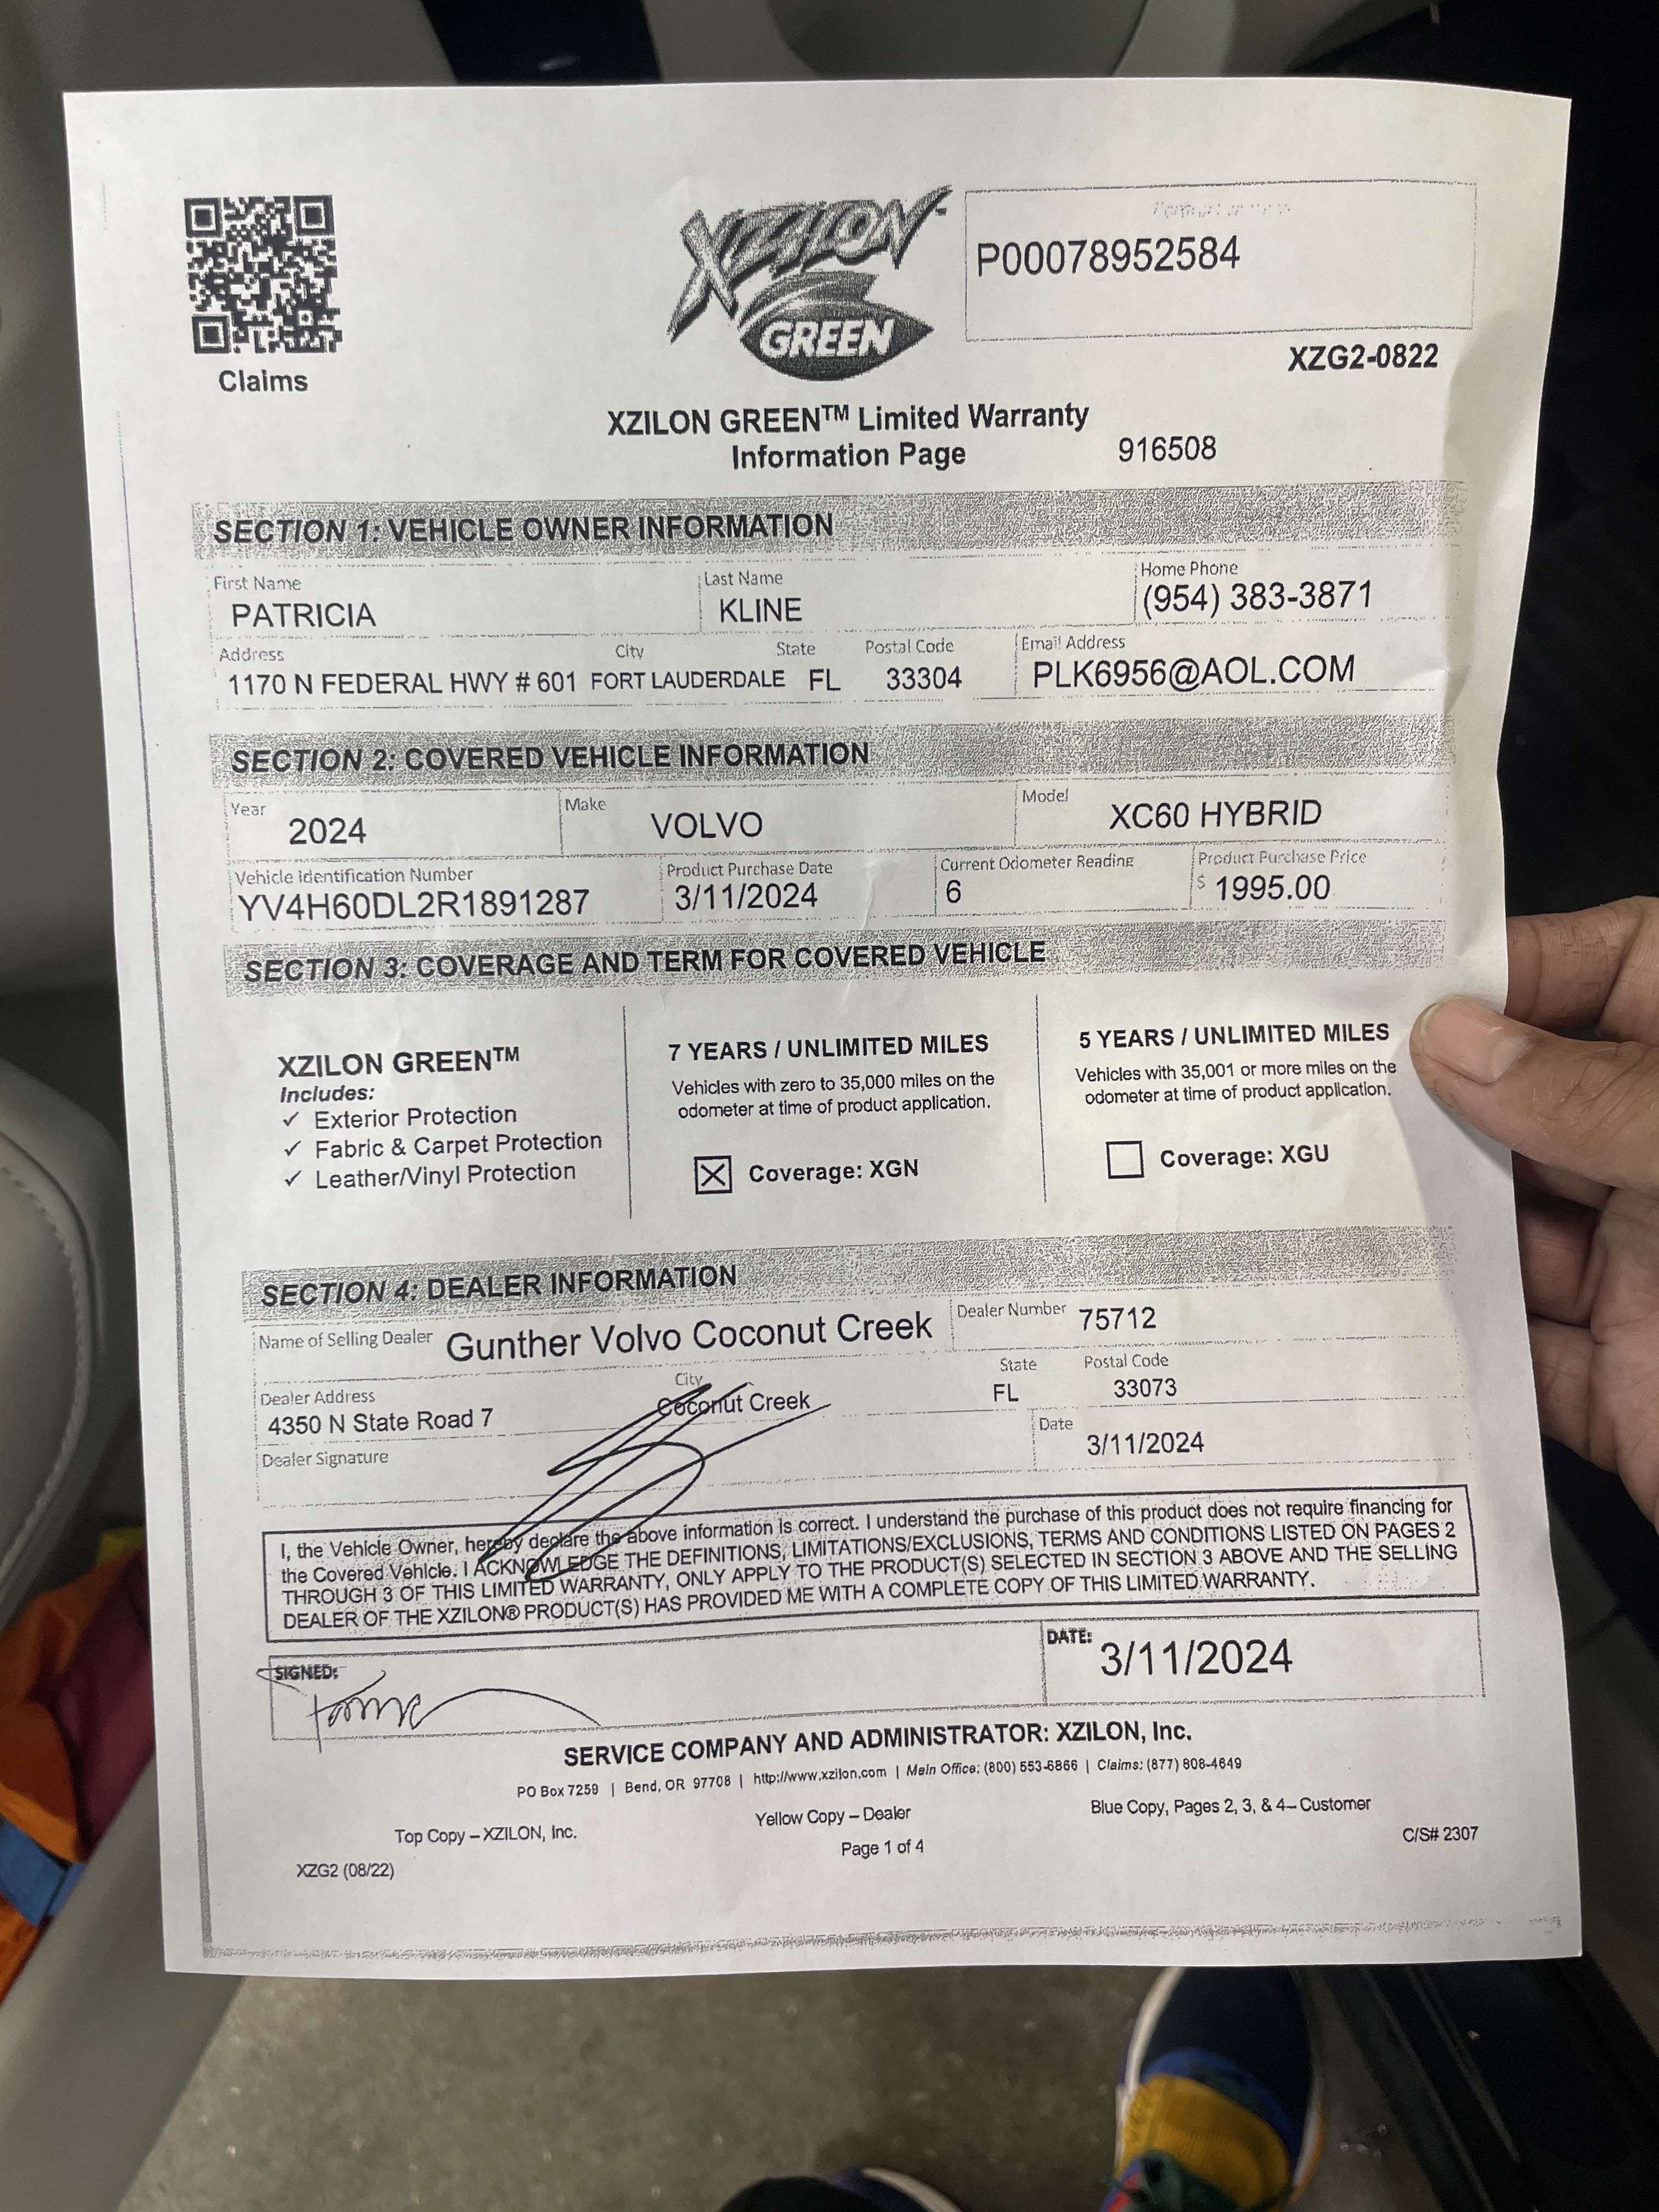 XZILON
GREEN
P00078952584
Claims
XZG2-0822
XZILON GREEN™ Limited Warranty
Information Page
916508
SECTION 1: VEHICLE OWNER INFORMATION
First Name Last Name Home Phone
PATRICIA KLINE (954) 383-3871
Address City State Postal Code Email Address
1170 N FEDERAL HWY # 601 FORT LAUDERDALE FL 33304 PLK6956@AOL.COM
SECTION 2: COVERED VEHICLE INFORMATION
Year Make Model
2024 VOLVO XC60 HYBRID
Vehicle Identification Number Product Purchase Date Current Odometer Reading Product Purchase Price
YV4H60DL2R1891287 3/11/2024 6 $ 1995.00
SECTION 3: COVERAGE AND TERM FOR COVERED VEHICLE
XZILON GREEN™
Includes:
✓ Exterior Protection
✓ Fabric & Carpet Protection
✓ Leather/Vinyl Protection
7 YEARS / UNLIMITED MILES
Vehicles with zero to 35,000 miles on the
odometer at time of product application.
☒ Coverage: XGN
5 YEARS / UNLIMITED MILES
Vehicles with 35,001 or more miles on the
odometer at time of product application.
☐ Coverage: XGU
SECTION 4: DEALER INFORMATION
Name of Selling Dealer Gunther Volvo Coconut Creek Dealer Number 75712
Dealer Address City State Postal Code
4350 N State Road 7 Coconut Creek FL 33073
Dealer Signature Date 3/11/2024
I, the Vehicle Owner, hereby declare the above information is correct. I understand the purchase of this product does not require financing for
the Covered Vehicle. I ACKNOWLEDGE THE DEFINITIONS, LIMITATIONS/EXCLUSIONS, TERMS AND CONDITIONS LISTED ON PAGES 2
THROUGH 3 OF THIS LIMITED WARRANTY, ONLY APPLY TO THE PRODUCT(S) SELECTED IN SECTION 3 ABOVE AND THE SELLING
DEALER OF THE XZILON® PRODUCT(S) HAS PROVIDED ME WITH A COMPLETE COPY OF THIS LIMITED WARRANTY.
SIGNED: DATE: 3/11/2024
SERVICE COMPANY AND ADMINISTRATOR: XZILON, Inc.
PO Box 7259 | Bend, OR 97708 | http://www.xzilon.com | Main Office: (800) 553-6866 | Claims: (877) 808-4649
Top Copy – XZILON, Inc. Yellow Copy – Dealer Blue Copy, Pages 2, 3, & 4– Customer
Page 1 of 4
C/S# 2307
XZG2 (08/22)